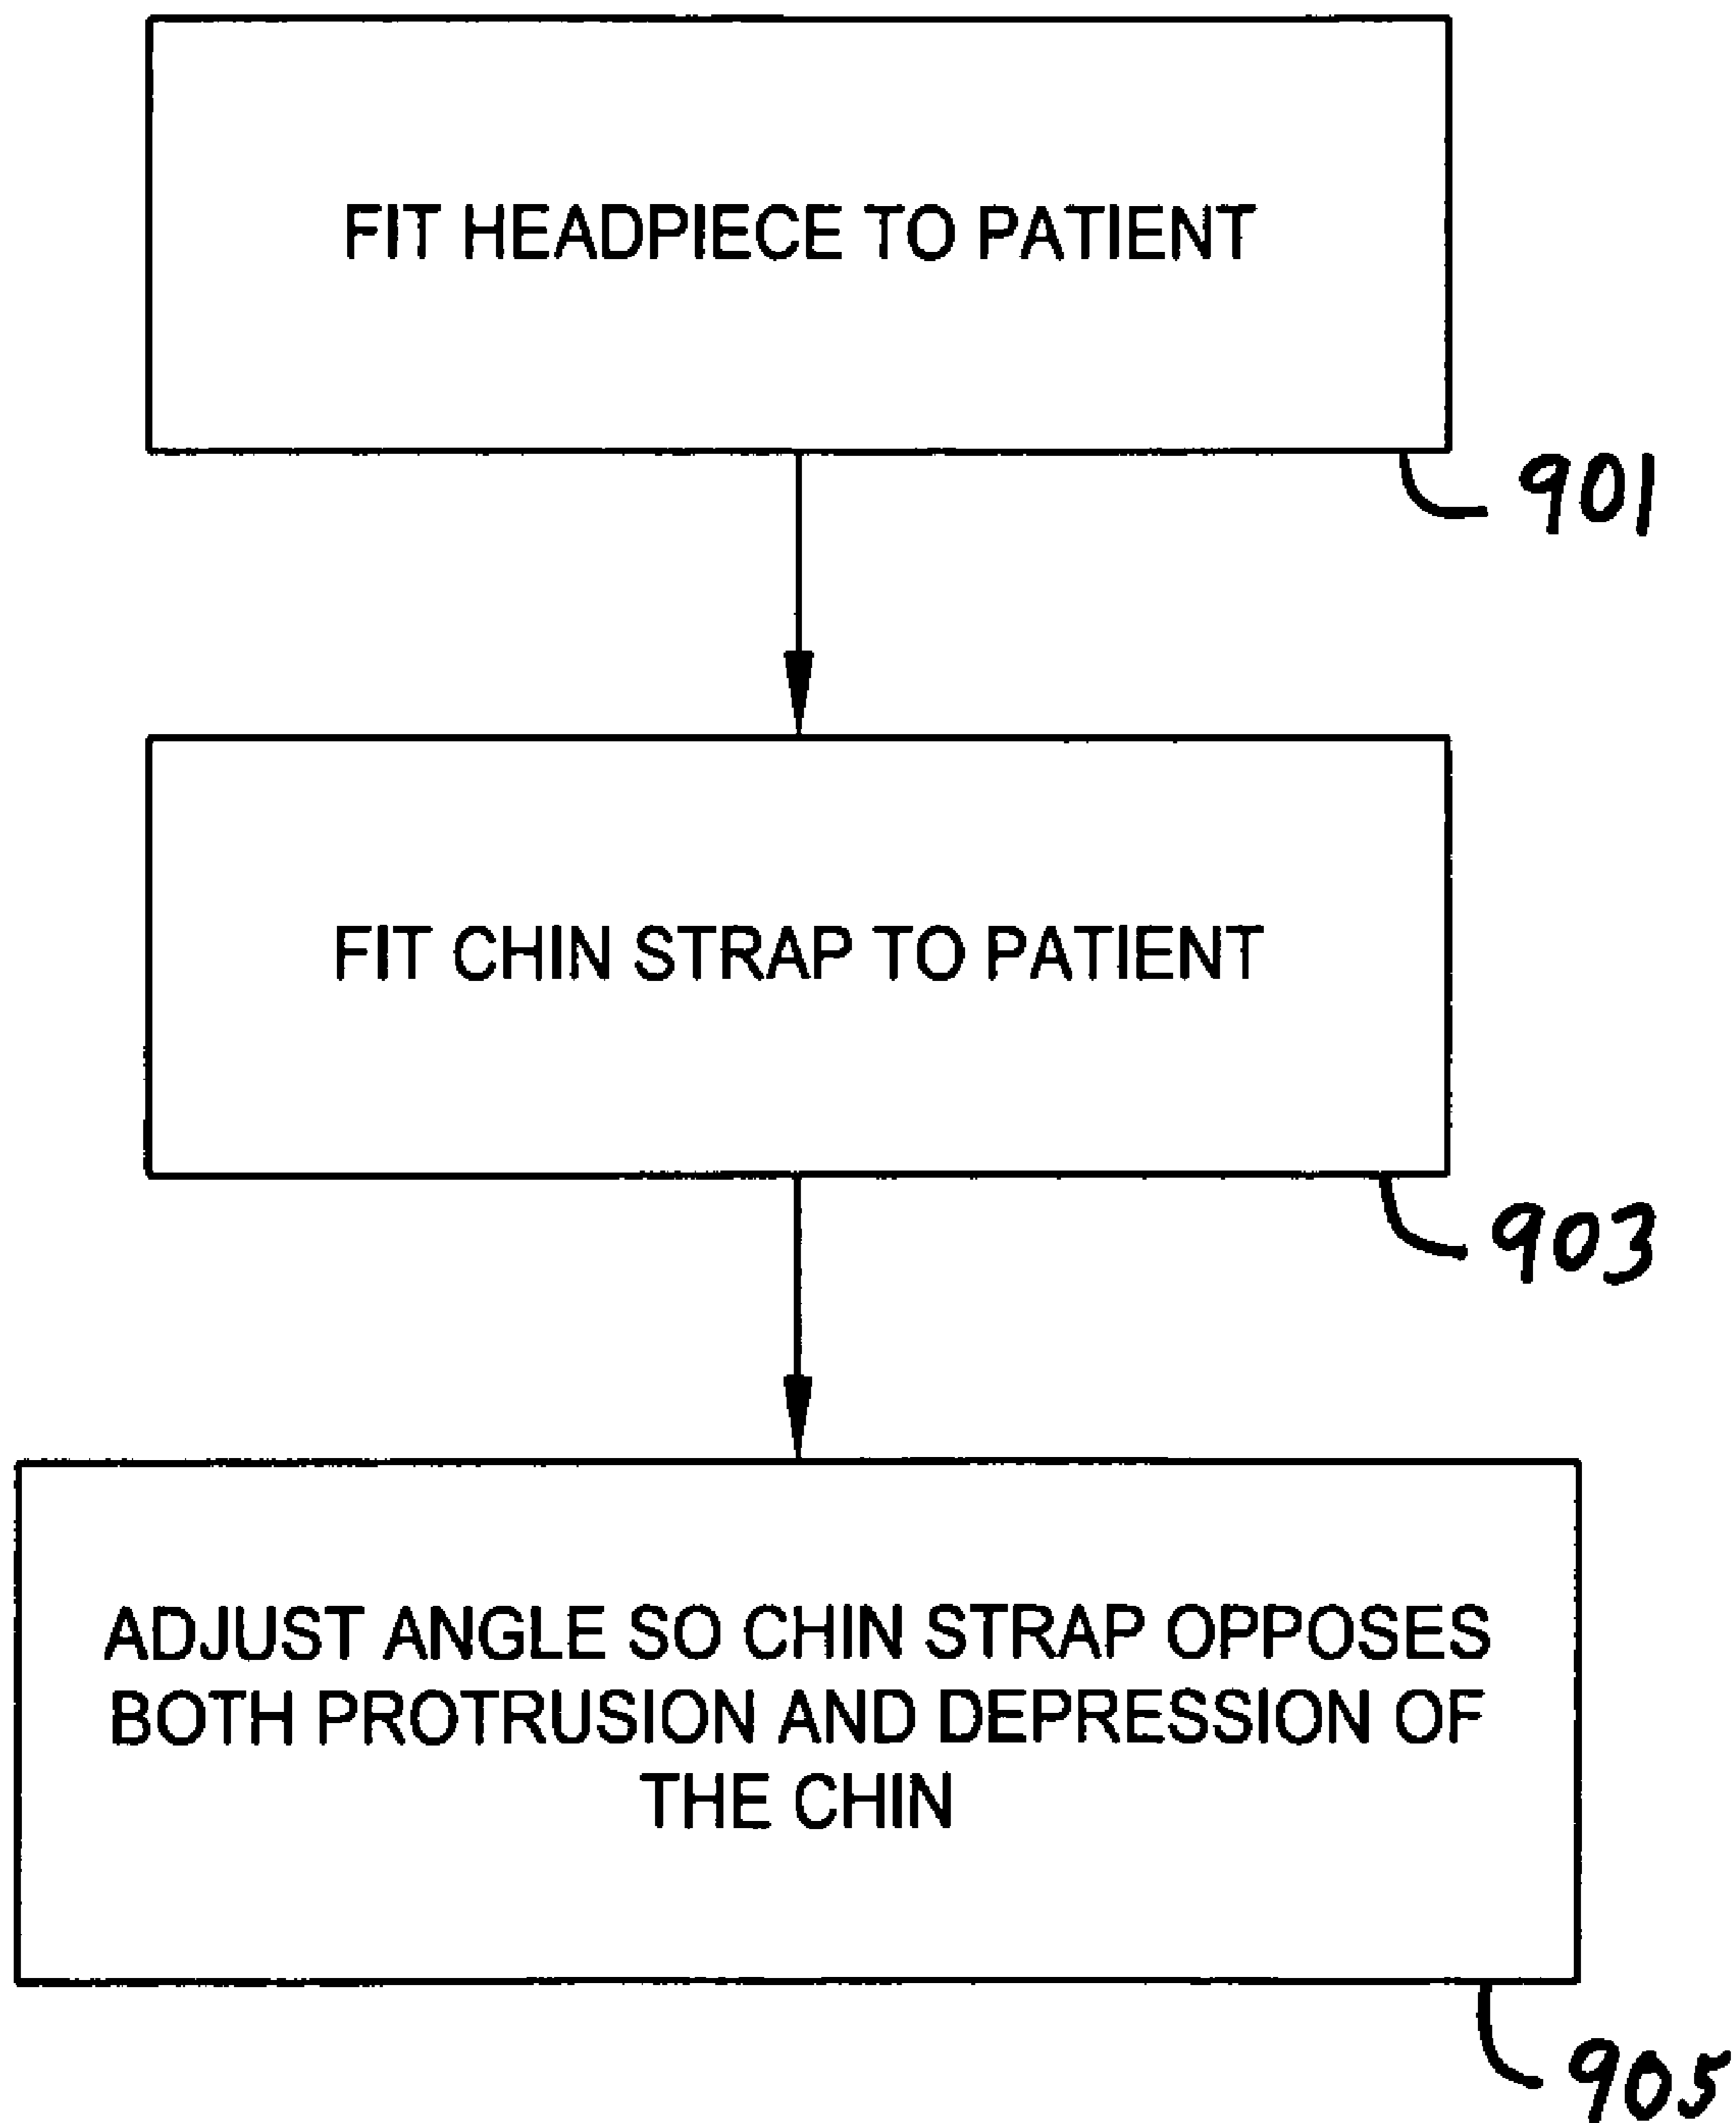 FIT HEADPIECE TO PATIENT
901
FIT CHIN STRAP TO PATIENT
903
ADJUST ANGLE SO CHIN STRAP OPPOSES
BOTH PROTRUSION AND DEPRESSION OF
THE CHIN
905